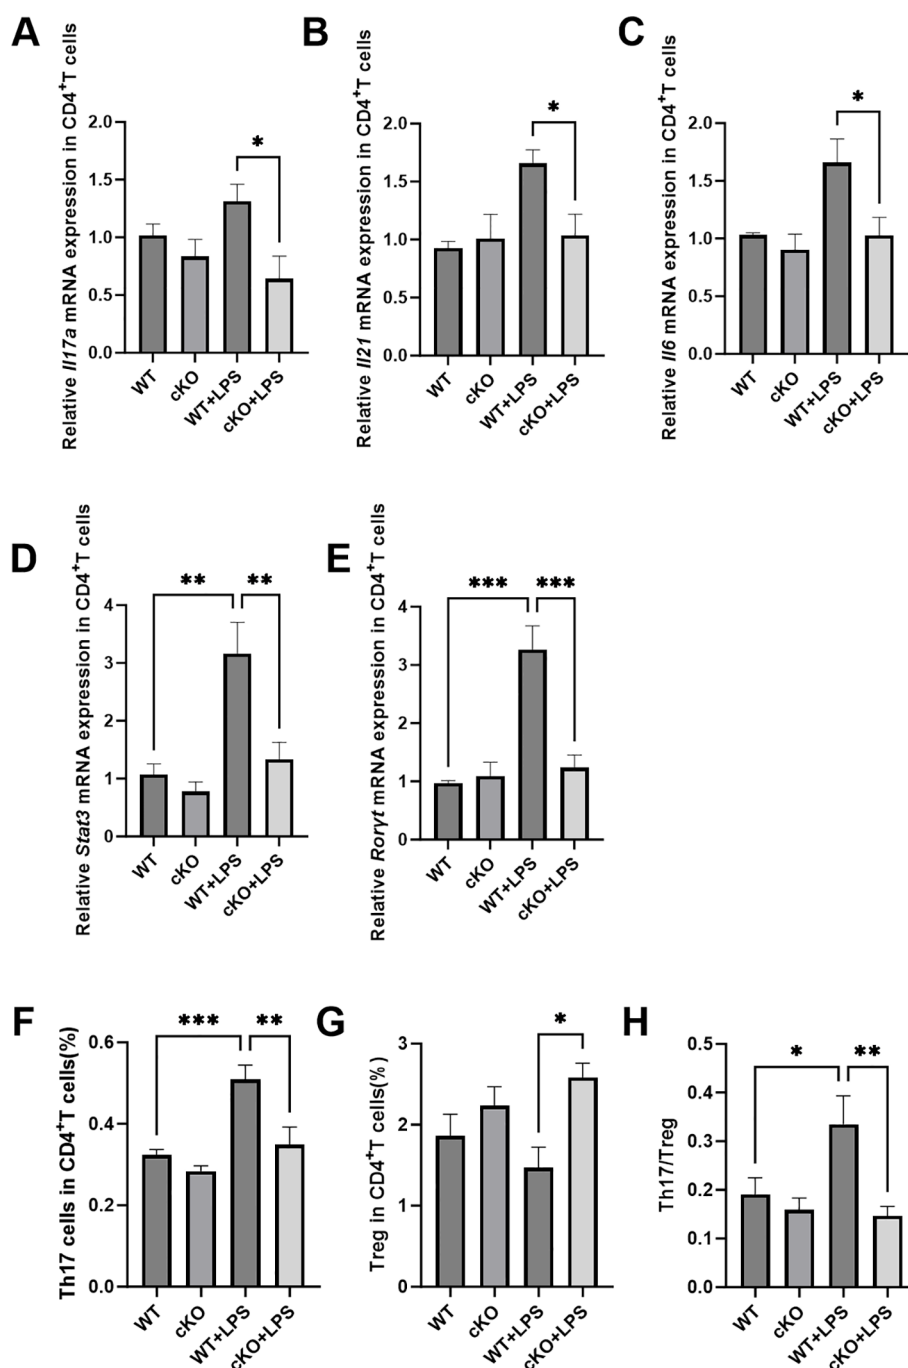 A
Relative Il17a mRNA expression in CD4⁺T cells
2.0
1.5
1.0
0.5
0.0
*
WT
cKO
WT+LPS
cKO+LPS
B
Relative Il21 mRNA expression in CD4⁺T cells
2.0
1.5
1.0
0.5
0.0
*
WT
cKO
WT+LPS
cKO+LPS
C
Relative Il6 mRNA expression in CD4⁺T cells
2.0
1.5
1.0
0.5
0.0
*
WT
cKO
WT+LPS
cKO+LPS
D
Relative Stat3 mRNA expression in CD4⁺T cells
4
3
2
1
0
** **
WT
cKO
WT+LPS
cKO+LPS
E
Relative Rorγt mRNA expression in CD4⁺T cells
4
3
2
1
0
*** ***
WT
cKO
WT+LPS
cKO+LPS
F
Th17 cells in CD4⁺T cells(%)
0.6
0.4
0.2
0.0
*** **
WT
cKO
WT+LPS
cKO+LPS
G
Treg in CD4⁺T cells(%)
3
2
1
0
*
WT
cKO
WT+LPS
cKO+LPS
H
Th17/Treg
0.5
0.4
0.3
0.2
0.1
0.0
* **
WT
cKO
WT+LPS
cKO+LPS